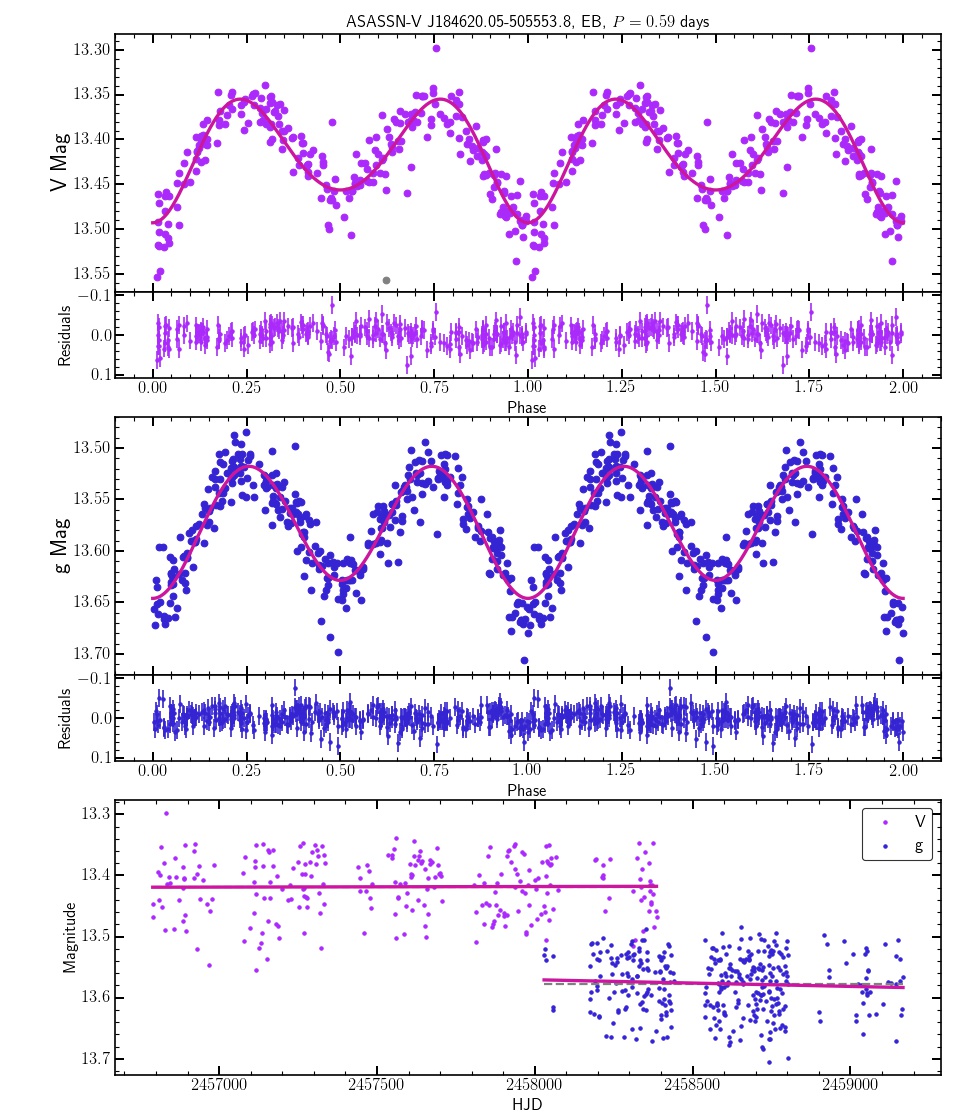 ASASSN-V J184620.05-505553.8, EB, P = 0.59 days
13.30
13.35
13.40
13.45
13.50
13.55
V Mag
−0.1
0.0
0.1
Residuals
0.00 0.25 0.50 0.75 1.00 1.25 1.50 1.75 2.00
Phase
13.50
13.55
13.60
13.65
13.70
g Mag
−0.1
0.0
0.1
Residuals
0.00 0.25 0.50 0.75 1.00 1.25 1.50 1.75 2.00
Phase
13.3
13.4
13.5
13.6
13.7
Magnitude
V
g
2457000 2457500 2458000 2458500 2459000
HJD